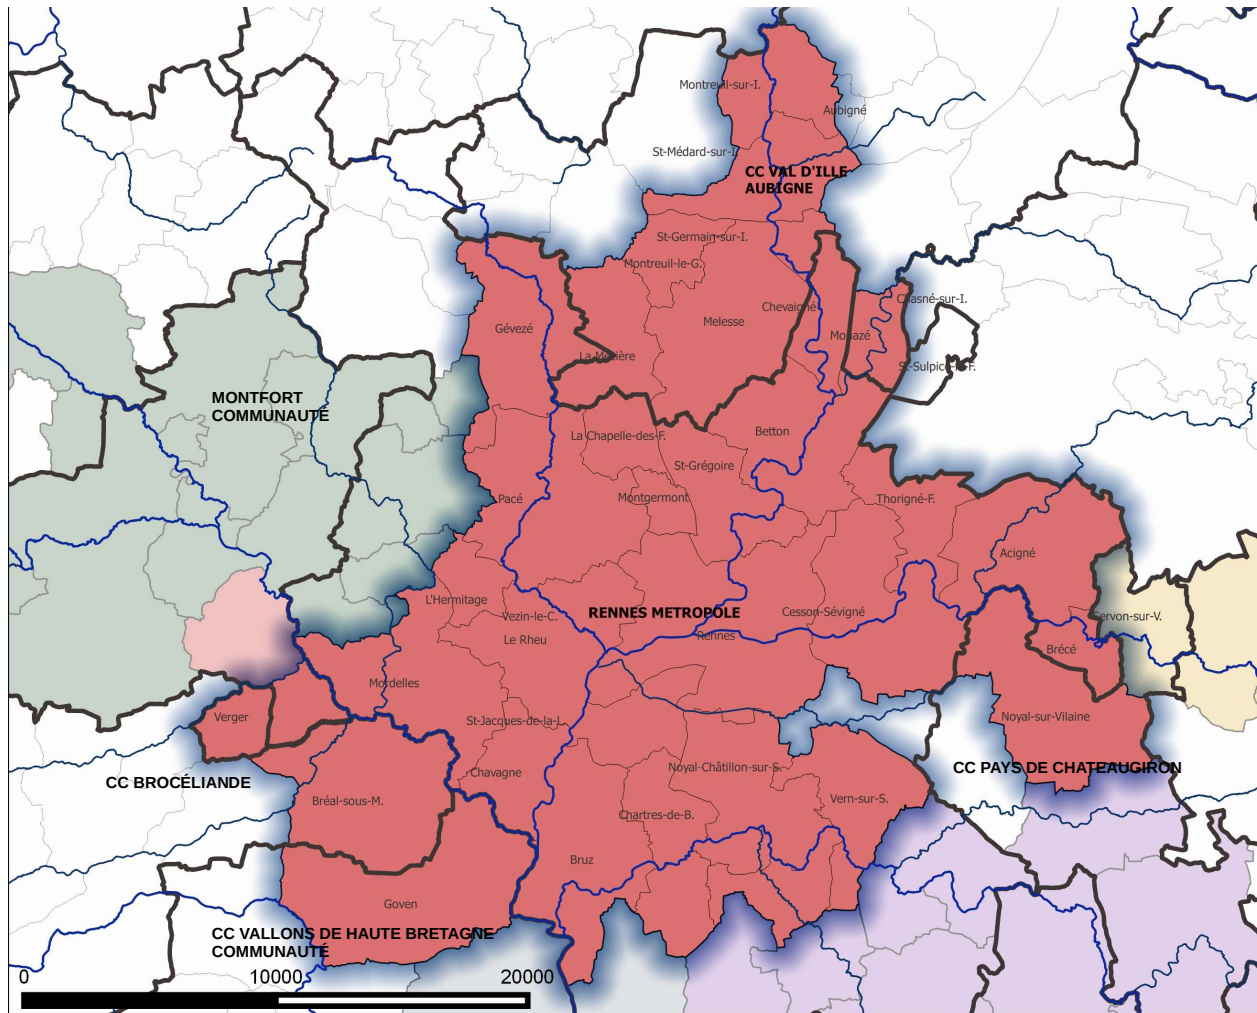 Montreuil-sur-I.
Aubigné
St-Médard-sur-I.
CC VAL D'ILLE
AUBIGNE
St-Germain-sur-I.
Montreuil-le-G.
Chasné-sur-I.
Chevaigné
Gévezé
Melesse
Mouazé
La Mézière
St-Sulpice-la-F.
MONTFORT
COMMUNAUTÉ
La Chapelle-des-F.
Betton
St-Grégoire
Pacé
Montgermont
Thorigné-F.
Acigné
L'Hermitage
Vezin-le-C.
RENNES METROPOLE
Cesson-Sévigné
Servon-sur-V.
Le Rheu
Rennes
Brécé
Mordelles
Verger
St-Jacques-de-la-L.
Noyal-sur-Vilaine
CC BROCÉLIANDE
Chavagne
Noyal-Châtillon-sur-S.
CC PAYS DE CHATEAUGIRON
Bréal-sous-M.
Vern-sur-S.
Chartres-de-B.
Bruz
Goven
CC VALLONS DE HAUTE BRETAGNE
COMMUNAUTÉ
0 10000 20000